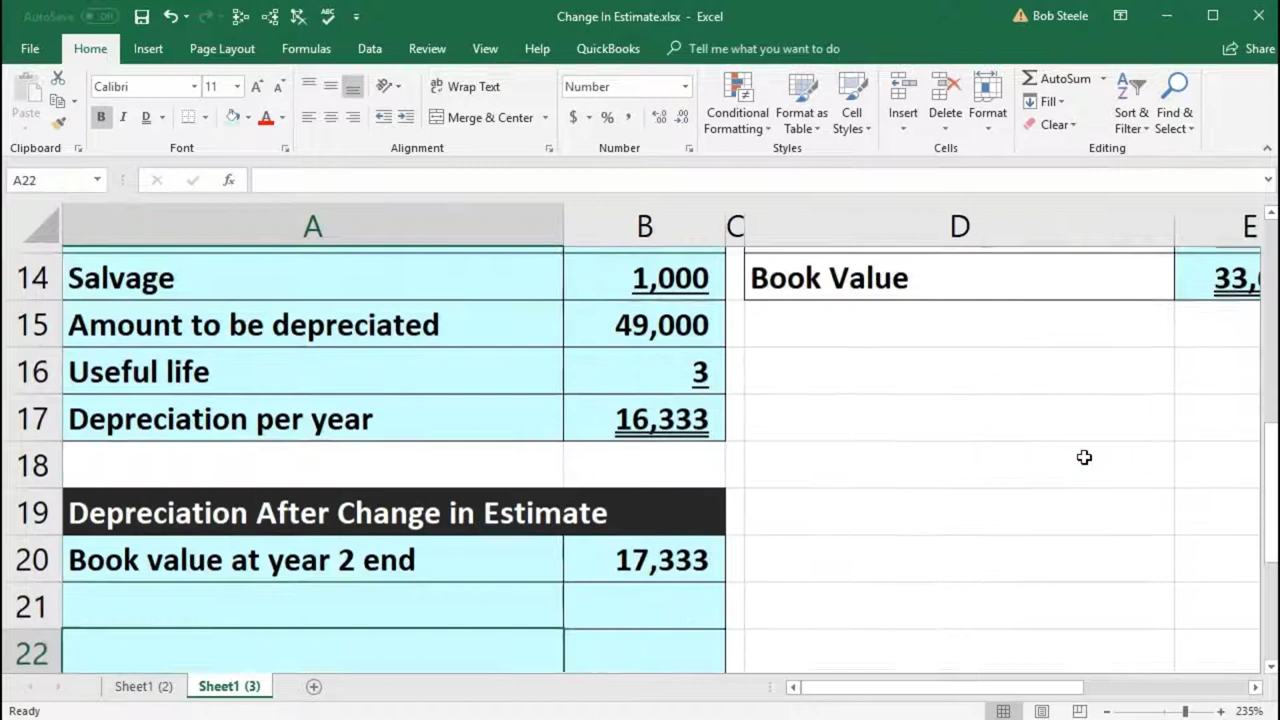 AutoSave Off
Change In Estimate.xlsx - Excel
Bob Steele
File Home Insert Page Layout Formulas Data Review View Help QuickBooks Tell me what you want to do Share
Paste
Clipboard
Calibri 11
B I D
Font
Wrap Text
Merge & Center
Alignment
Number
$ % ,
Number
Conditional Formatting
Format as Table
Cell Styles
Styles
Insert Delete Format
Cells
AutoSum
Fill
Clear
Sort & Filter
Find & Select
Editing
A22 fx
A B C D E
14 Salvage 1,000 Book Value 33,
15 Amount to be depreciated 49,000
16 Useful life 3
17 Depreciation per year 16,333
18
19 Depreciation After Change in Estimate
20 Book value at year 2 end 17,333
21
22
Sheet1 (2) Sheet1 (3)
Ready 235%